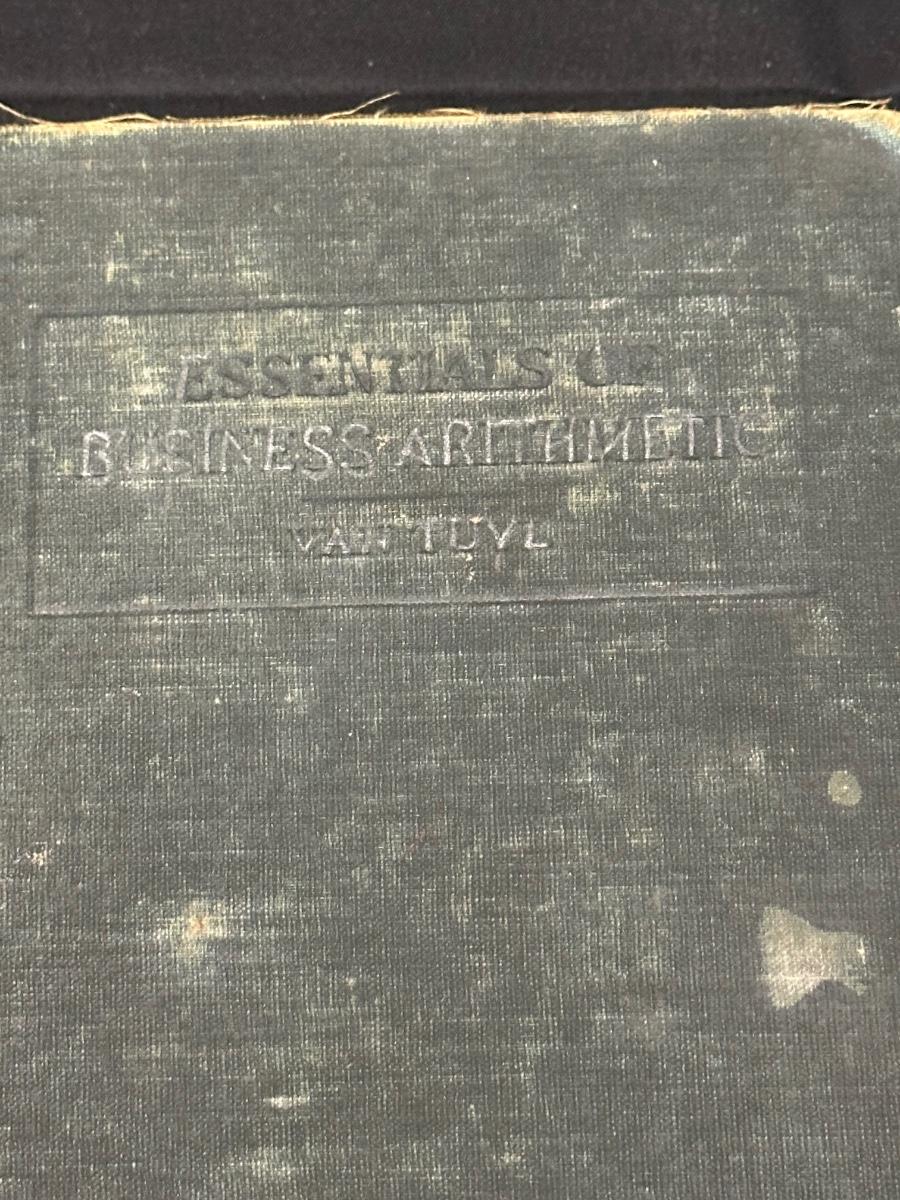 ESSENTIALS OF
BUSINESS ARITHMETIC
VAN TUYL